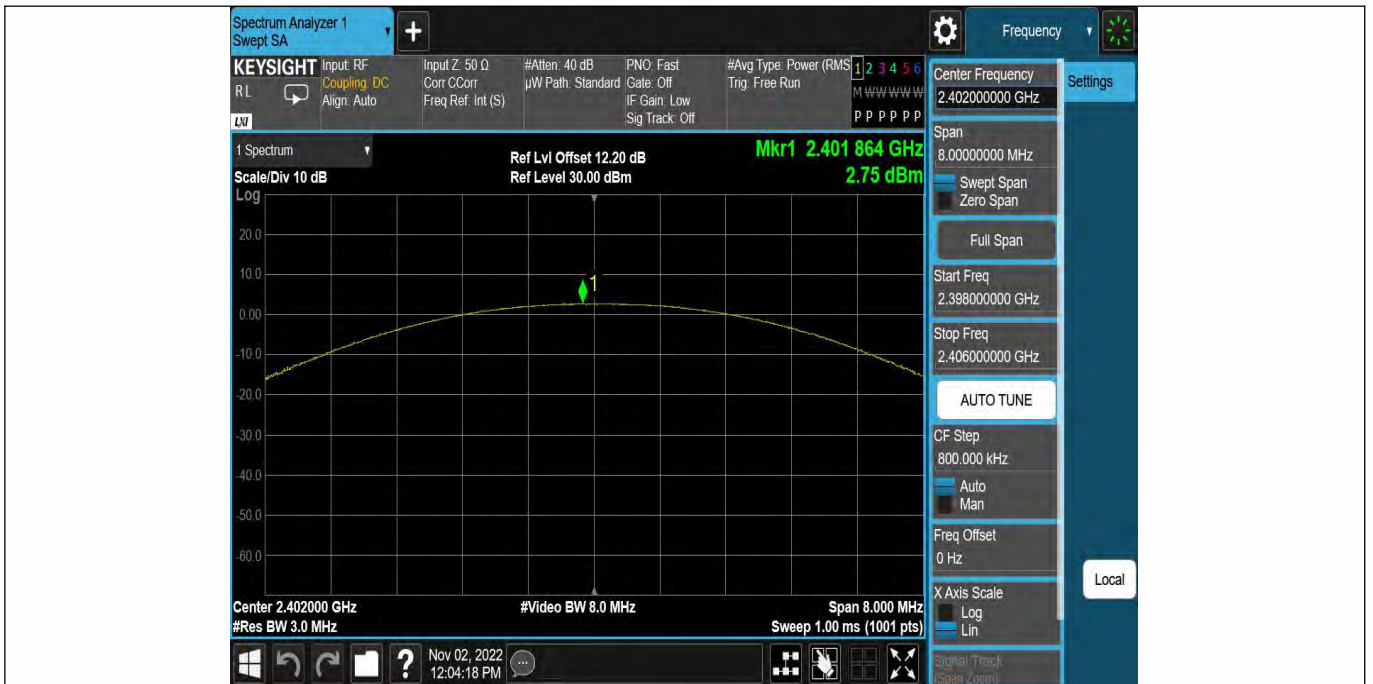 Spectrum Analyzer 1
Swept SA
+
Frequency
KEYSIGHT
R L
LXI
Input: RF
Coupling: DC
Align: Auto
Input Z: 50 Ω
Corr CCorr
Freq Ref: Int (S)
#Atten: 40 dB
µW Path: Standard
PNO: Fast
Gate: Off
IF Gain: Low
Sig Track: Off
#Avg Type: Power (RMS
Trig: Free Run
1 2 3 4 5 6
M W W W W W
P P P P P P
1 Spectrum
Scale/Div 10 dB
Ref Lvl Offset 12.20 dB
Ref Level 30.00 dBm
Mkr1 2.401 864 GHz
2.75 dBm
Log
20.0
10.0
1
0.00
-10.0
-20.0
-30.0
-40.0
-50.0
-60.0
Center 2.402000 GHz
#Video BW 8.0 MHz
Span 8.000 MHz
#Res BW 3.0 MHz
Sweep 1.00 ms (1001 pts)
Center Frequency
2.402000000 GHz
Settings
Span
8.00000000 MHz
Swept Span
Zero Span
Full Span
Start Freq
2.398000000 GHz
Stop Freq
2.406000000 GHz
AUTO TUNE
CF Step
800.000 kHz
Auto
Man
Freq Offset
0 Hz
Local
X Axis Scale
Log
Lin
Signal Track
(Span Zoom)
?
Nov 02, 2022
12:04:18 PM